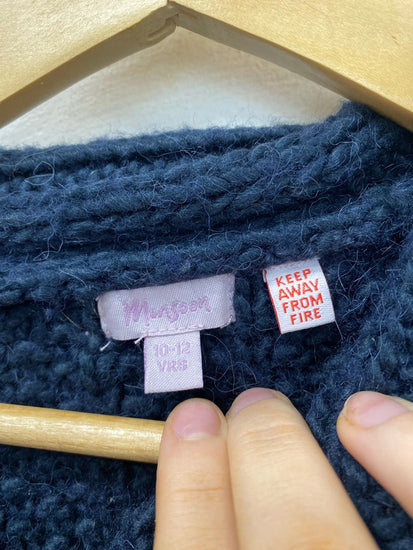 Monsoon
10-12
YRS
KEEP
AWAY
FROM
FIRE